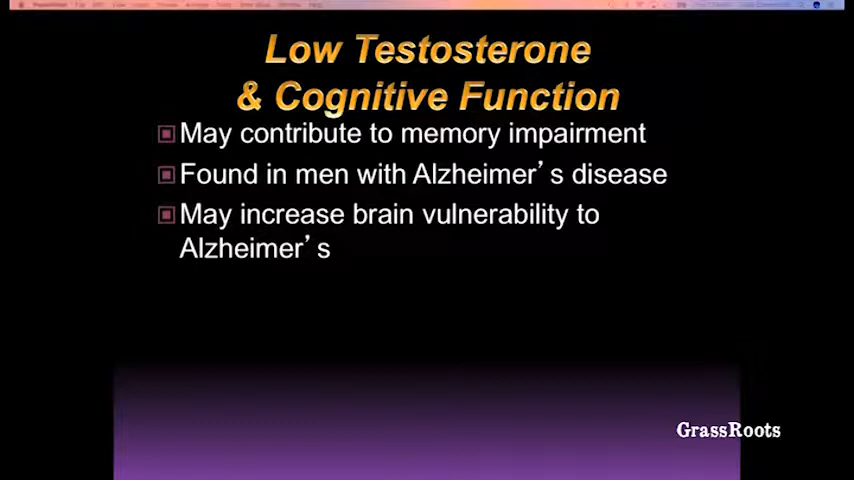 Low Testosterone
& Cognitive Function
May contribute to memory impairment
Found in men with Alzheimer’s disease
May increase brain vulnerability to
Alzheimer’s
GrassRoots